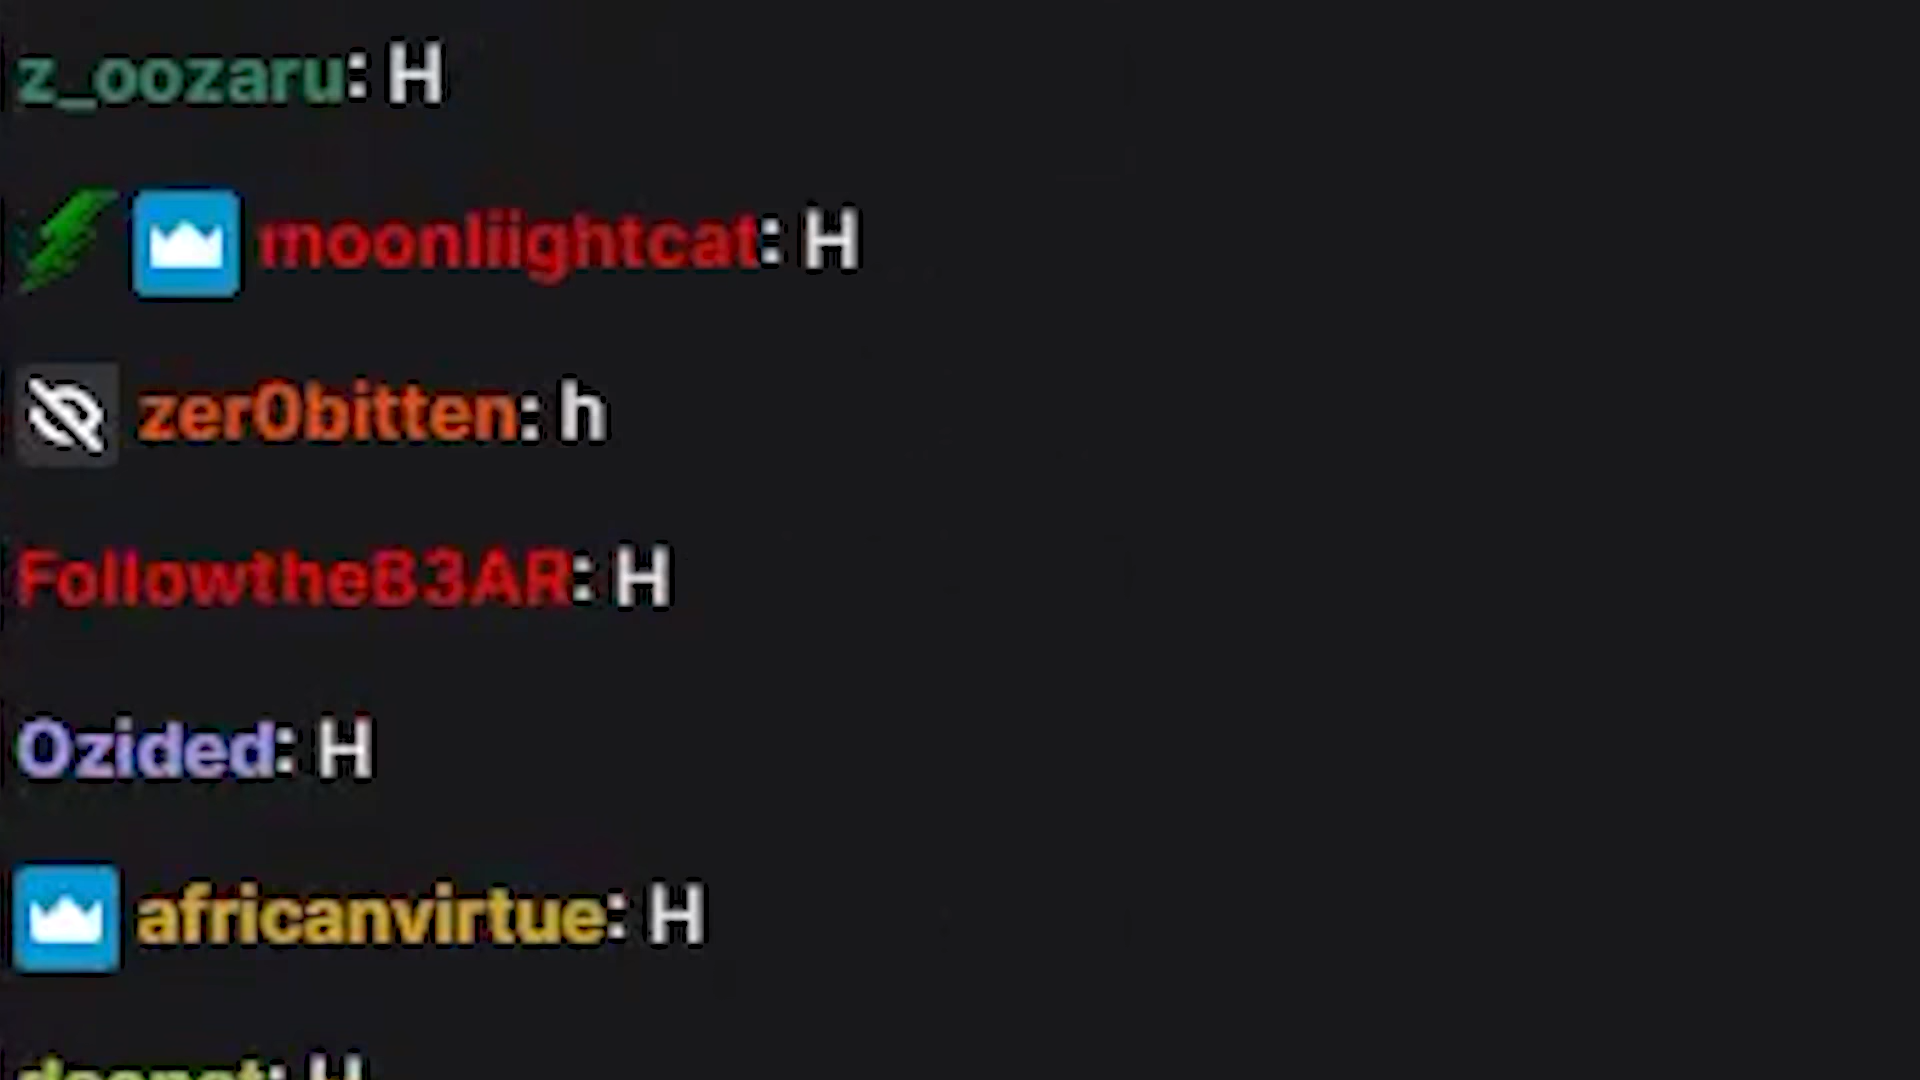 z_oozaru: H
moonliightcat: H
zer0bitten: h
FollowtheB3AR: H
Ozided: H
africanvirtue: H